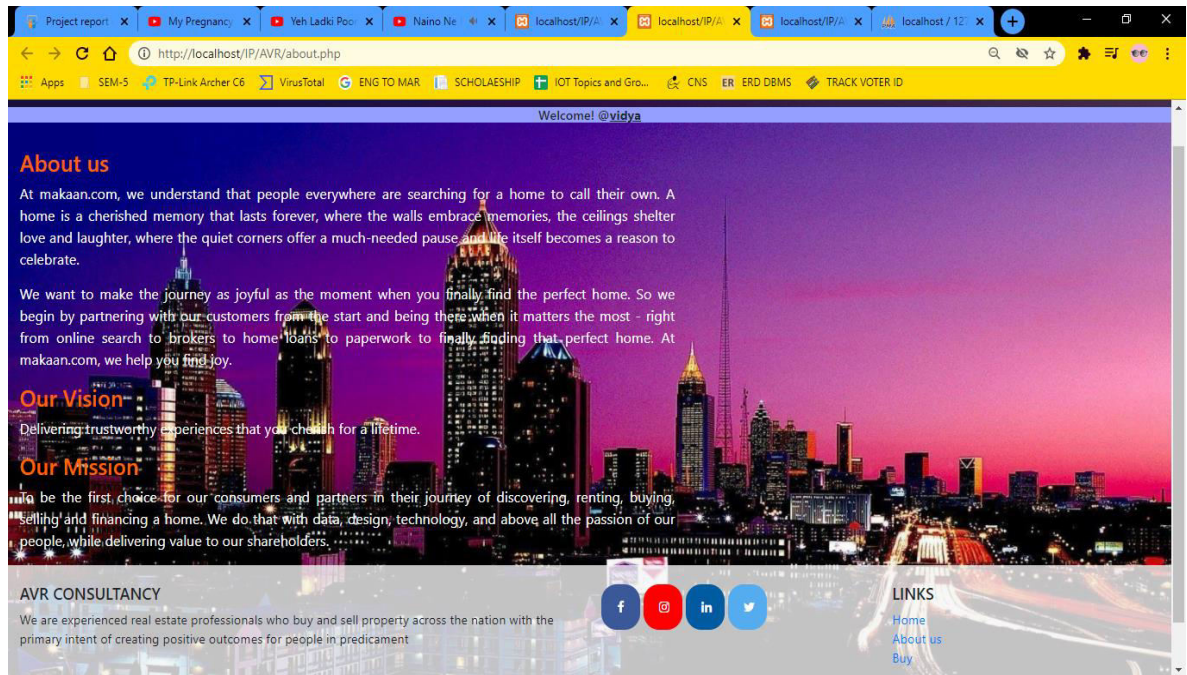 Project report
My Pregnancy
Yeh Ladki Poo
Naino Ne
localhost/IP/A
localhost/IP/A
localhost/IP/A
localhost / 127
http://localhost/IP/AVR/about.php
Apps
SEM-5
TP-Link Archer C6
VirusTotal
ENG TO MAR
SCHOLAESHIP
IOT Topics and Gro...
CNS
ER ERD DBMS
TRACK VOTER ID
Welcome! @vidya
About us
At makaan.com, we understand that people everywhere are searching for a home to call their own. A
home is a cherished memory that lasts forever, where the walls embrace memories, the ceilings shelter
love and laughter, where the quiet corners offer a much-needed pause and life itself becomes a reason to
celebrate.
We want to make the journey as joyful as the moment when you finally find the perfect home. So we
begin by partnering with our customers from the start and being there when it matters the most - right
from online search to brokers to home loans to paperwork to finally finding that perfect home. At
makaan.com, we help you find joy.
Our Vision
Delivering trustworthy experiences that you cherish for a lifetime.
Our Mission
To be the first choice for our consumers and partners in their journey of discovering, renting, buying,
selling and financing a home. We do that with data, design, technology, and above all the passion of our
people, while delivering value to our shareholders.
AVR CONSULTANCY
We are experienced real estate professionals who buy and sell property across the nation with the
primary intent of creating positive outcomes for people in predicament
f
in
LINKS
Home
About us
Buy